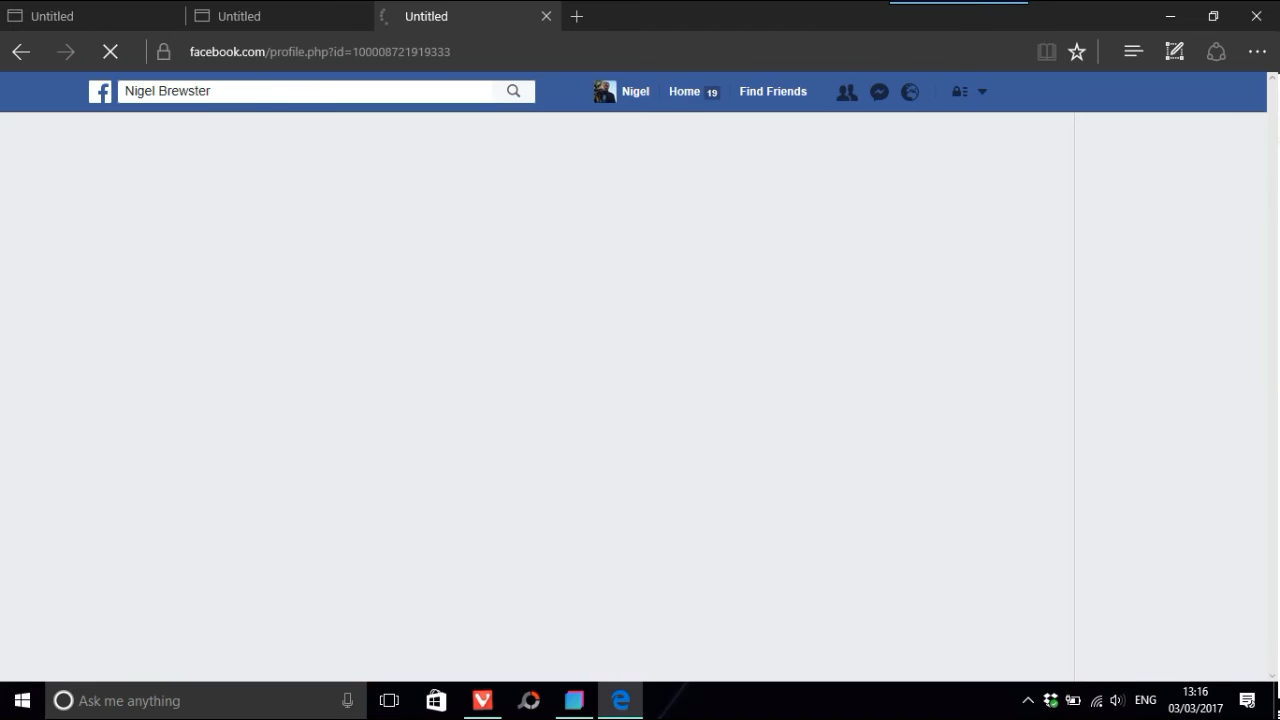 Untitled
Untitled
Untitled
facebook.com/profile.php?id=100008721919333
Nigel Brewster
Nigel
Home 19
Find Friends
Ask me anything
ENG
13:16
03/03/2017